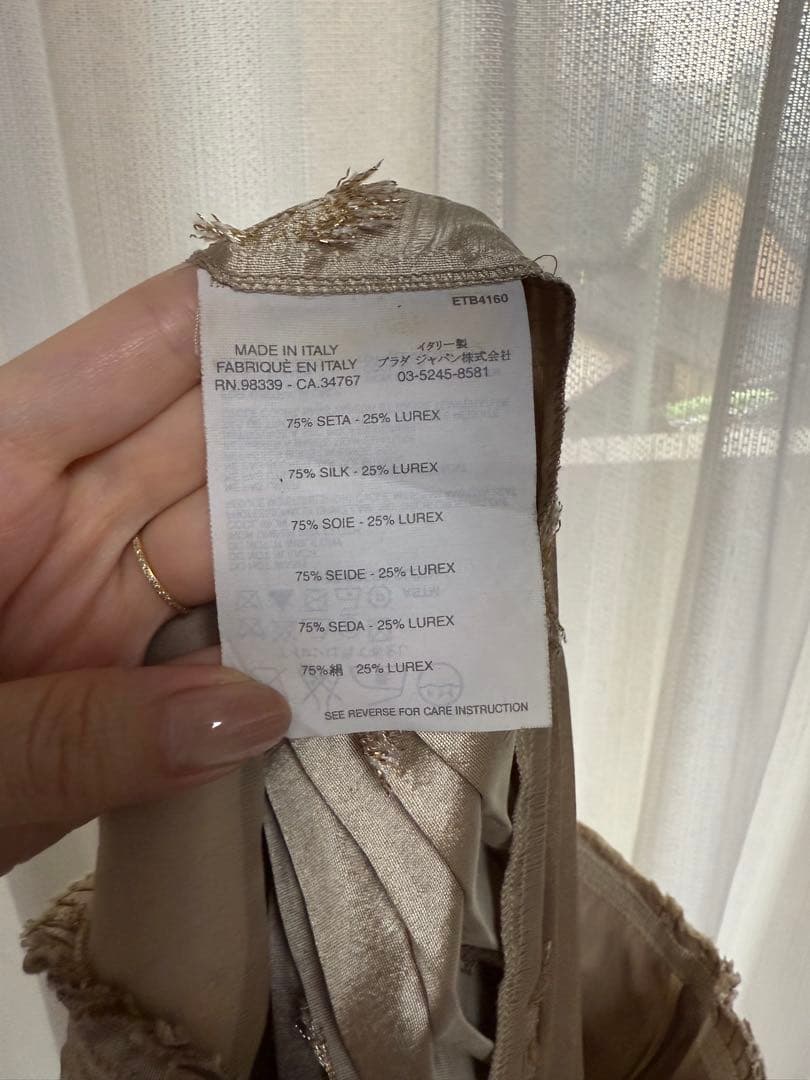 ETB4160
MADE IN ITALY
FABRIQUÈ EN ITALY
RN.98339 - CA.34767
イタリー製
プラダ ジャパン株式会社
03-5245-8581
75% SETA - 25% LUREX
75% SILK - 25% LUREX
75% SOIE - 25% LUREX
75% SEIDE - 25% LUREX
75% SEDA - 25% LUREX
75%絹 25% LUREX
SEE REVERSE FOR CARE INSTRUCTION